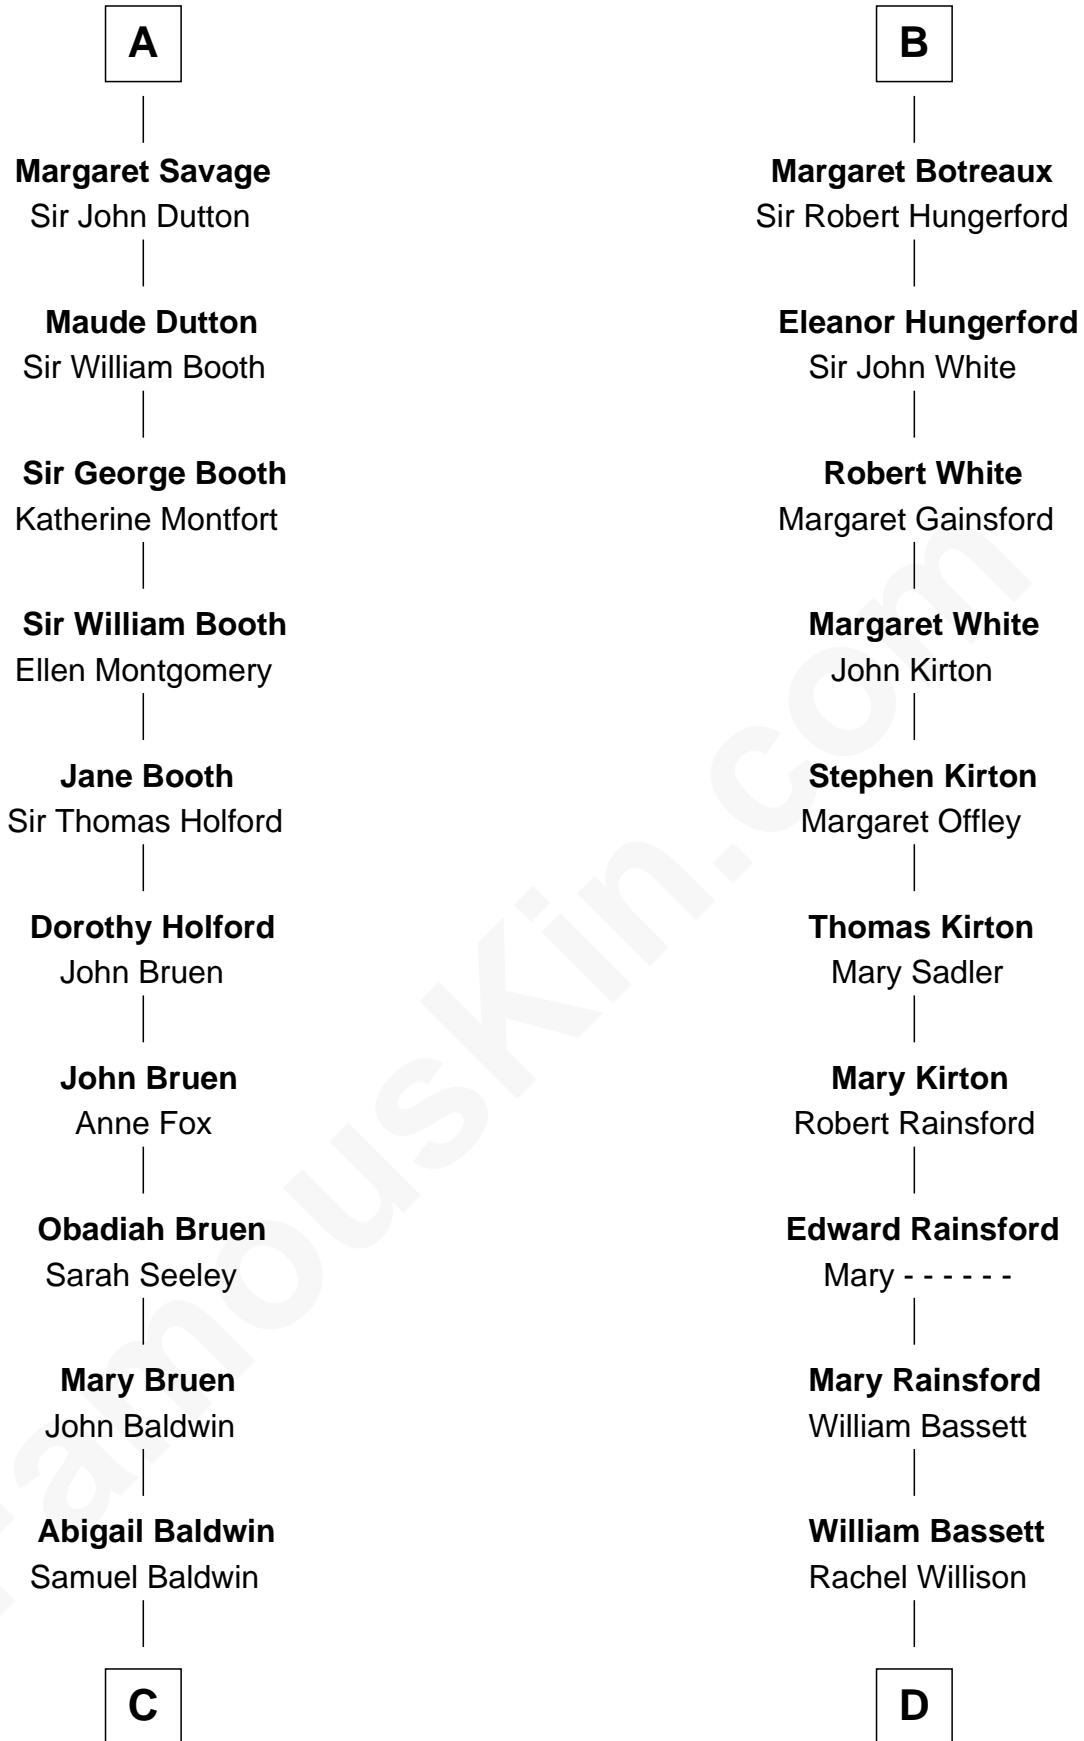 A
Margaret Savage
Sir John Dutton
Maude Dutton
Sir William Booth
Sir George Booth
Katherine Montfort
Sir William Booth
Ellen Montgomery
Jane Booth
Sir Thomas Holford
Dorothy Holford
John Bruen
John Bruen
Anne Fox
Obadiah Bruen
Sarah Seeley
Mary Bruen
John Baldwin
Abigail Baldwin
Samuel Baldwin
C
B
Margaret Botreaux
Sir Robert Hungerford
Eleanor Hungerford
Sir John White
Robert White
Margaret Gainsford
Margaret White
John Kirton
Stephen Kirton
Margaret Offley
Thomas Kirton
Mary Sadler
Mary Kirton
Robert Rainsford
Edward Rainsford
Mary - - - - - -
Mary Rainsford
William Bassett
William Bassett
Rachel Willison
D
FamousKin.com